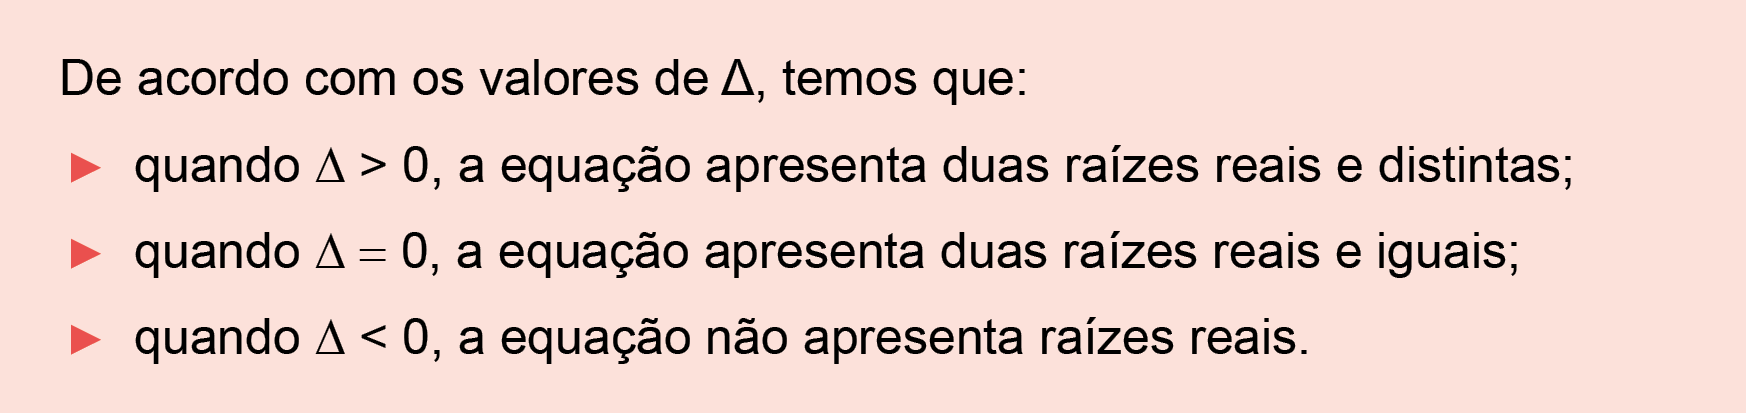 De acordo com os valores de Δ, temos que:
► quando Δ > 0, a equação apresenta duas raízes reais e distintas;
► quando Δ = 0, a equação apresenta duas raízes reais e iguais;
► quando Δ < 0, a equação não apresenta raízes reais.